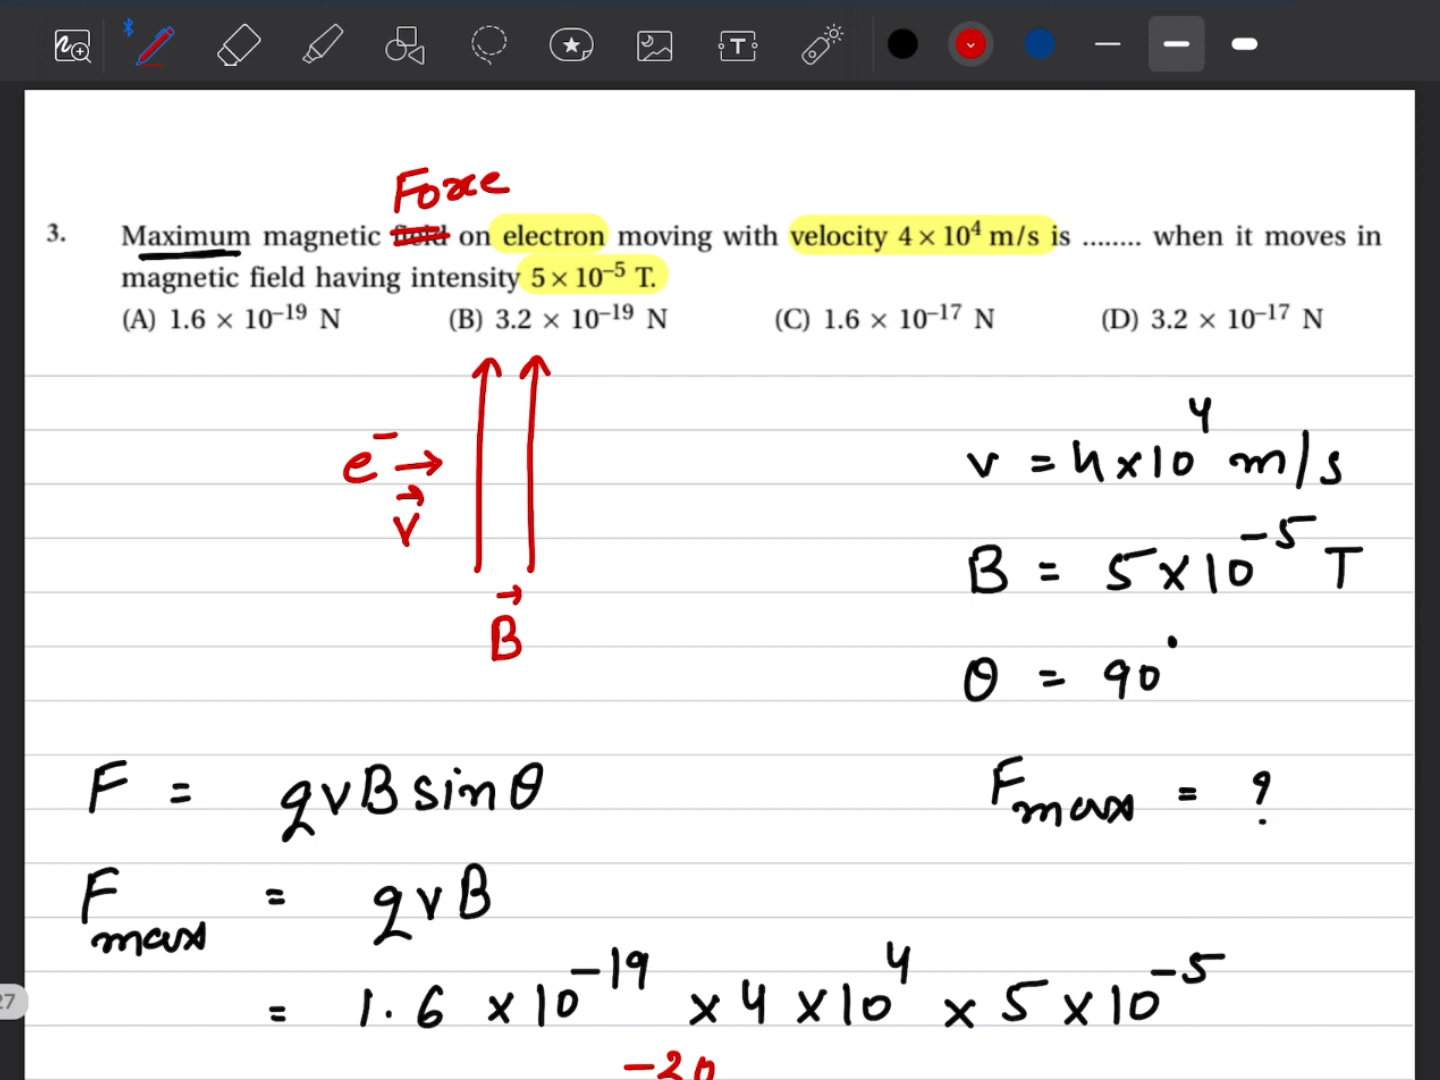 Force
3. Maximum magnetic field on electron moving with velocity 4 × 10⁴ m/s is ........ when it moves in
magnetic field having intensity 5 × 10⁻⁵ T.
(A) 1.6 × 10⁻¹⁹ N (B) 3.2 × 10⁻¹⁹ N (C) 1.6 × 10⁻¹⁷ N (D) 3.2 × 10⁻¹⁷ N
v = 4×10⁴ m/s
e⁻ →
v⃗
B = 5×10⁻⁵ T
B⃗
θ = 90°
F = qvBsinθ
Fmax = ?
Fmax = qvB
= 1.6 ×10⁻¹⁹ × 4 ×10⁴ × 5 ×10⁻⁵
27